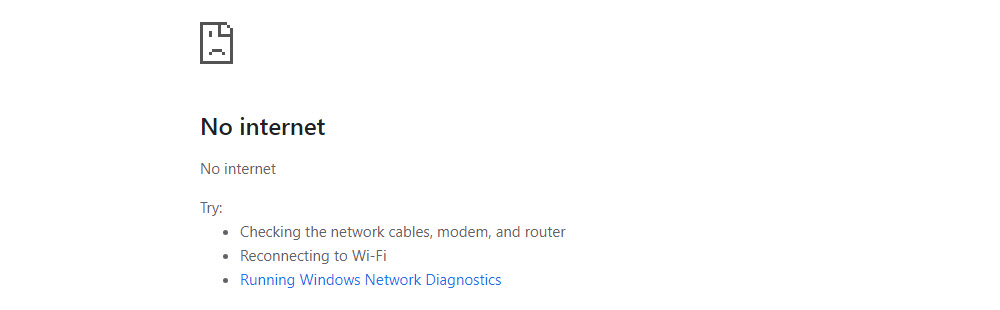 No internet
No internet
Try:
• Checking the network cables, modem, and router
• Reconnecting to Wi-Fi
• Running Windows Network Diagnostics